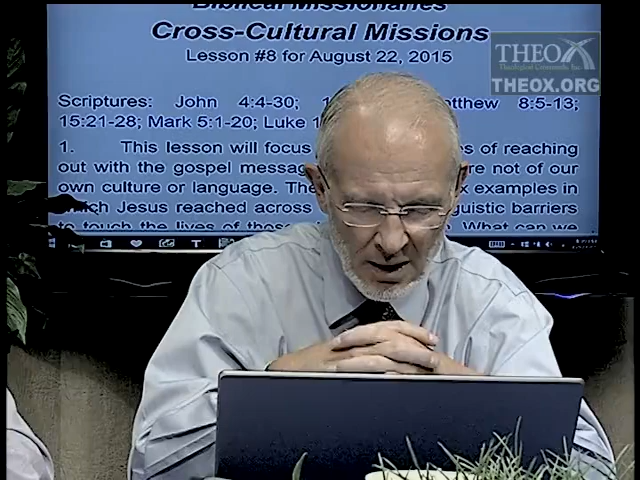 Biblical Missionaries
Cross-Cultural Missions
Lesson #8 for August 22, 2015
THEOX
THEOX.ORG
Scriptures: John 4:4-30; Matthew 8:5-13;
15:21-28; Mark 5:1-20; Luke
1. This lesson will focus of reaching
out with the gospel not of our
own culture or language. examples in
which Jesus reached across barriers
to touch the lives of What can we